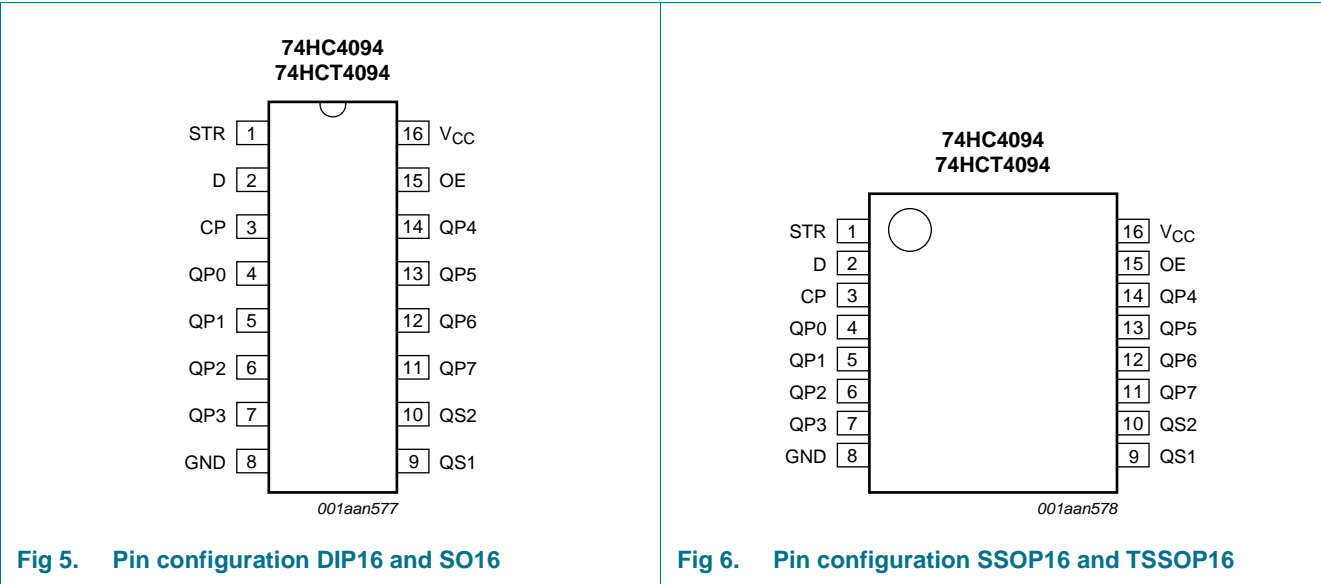 74HC4094
74HCT4094
STR 1 16 VCC
D 2 15 OE
CP 3 14 QP4
QP0 4 13 QP5
QP1 5 12 QP6
QP2 6 11 QP7
QP3 7 10 QS2
GND 8 9 QS1
001aan577
Fig 5. Pin configuration DIP16 and SO16
74HC4094
74HCT4094
STR 1 16 VCC
D 2 15 OE
CP 3 14 QP4
QP0 4 13 QP5
QP1 5 12 QP6
QP2 6 11 QP7
QP3 7 10 QS2
GND 8 9 QS1
001aan578
Fig 6. Pin configuration SSOP16 and TSSOP16